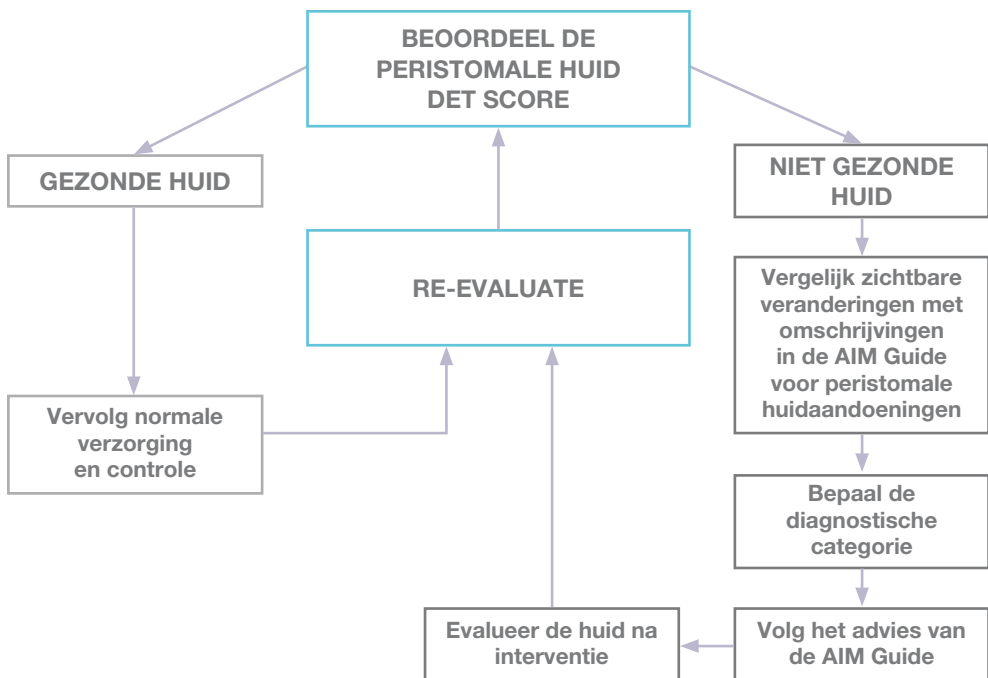 BEOORDEEL DE
PERISTOMALE HUID
DET SCORE
GEZONDE HUID
NIET GEZONDE
HUID
RE-EVALUATE
Vergelijk zichtbare
veranderingen met
omschrijvingen
in de AIM Guide
voor peristomale
huidaandoeningen
Vervolg normale
verzorging
en controle
Bepaal de
diagnostische
categorie
Evalueer de huid na
interventie
Volg het advies van
de AIM Guide